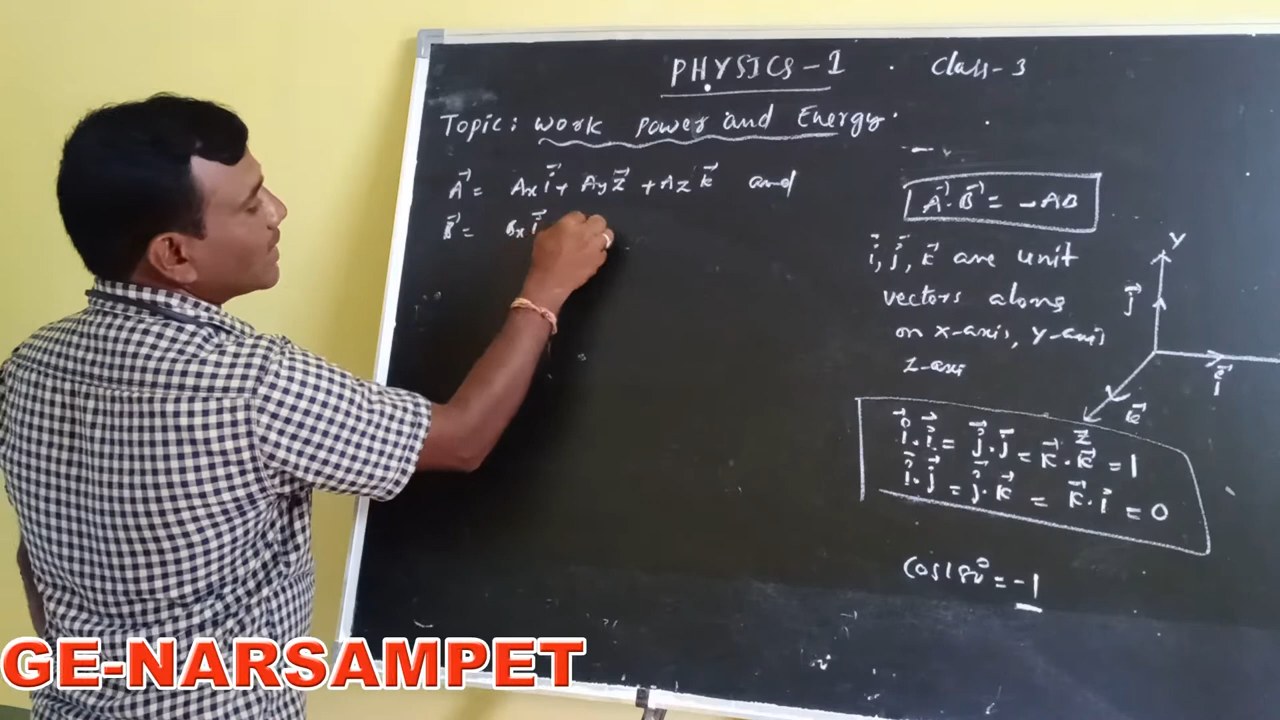 PHYSICS-1 . Class-3
Topic: Work Power and Energy.
A⃗ = Ax i⃗ + Ay z⃗ + Az k⃗ and
B⃗ = Bx i⃗
A⃗. B⃗ = -AB
i⃗, j⃗, k⃗ are unit
vectors along
on x-axis, y-axis
z-axis
Y
j⃗
i⃗
k⃗
i⃗. i⃗ = j⃗. j⃗ = k⃗. k⃗ = 1
i⃗. j⃗ = j⃗. k⃗ = k⃗. i⃗ = 0
cos180° = -1
GE-NARSAMPET